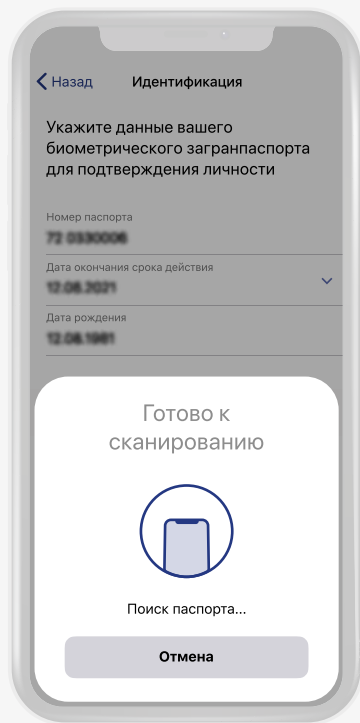 Назад
Идентификация
Укажите данные вашего
биометрического загранпаспорта
для подтверждения личности
Номер паспорта
Дата окончания срока действия
Дата рождения
Готово к
сканированию
Поиск паспорта...
Отмена